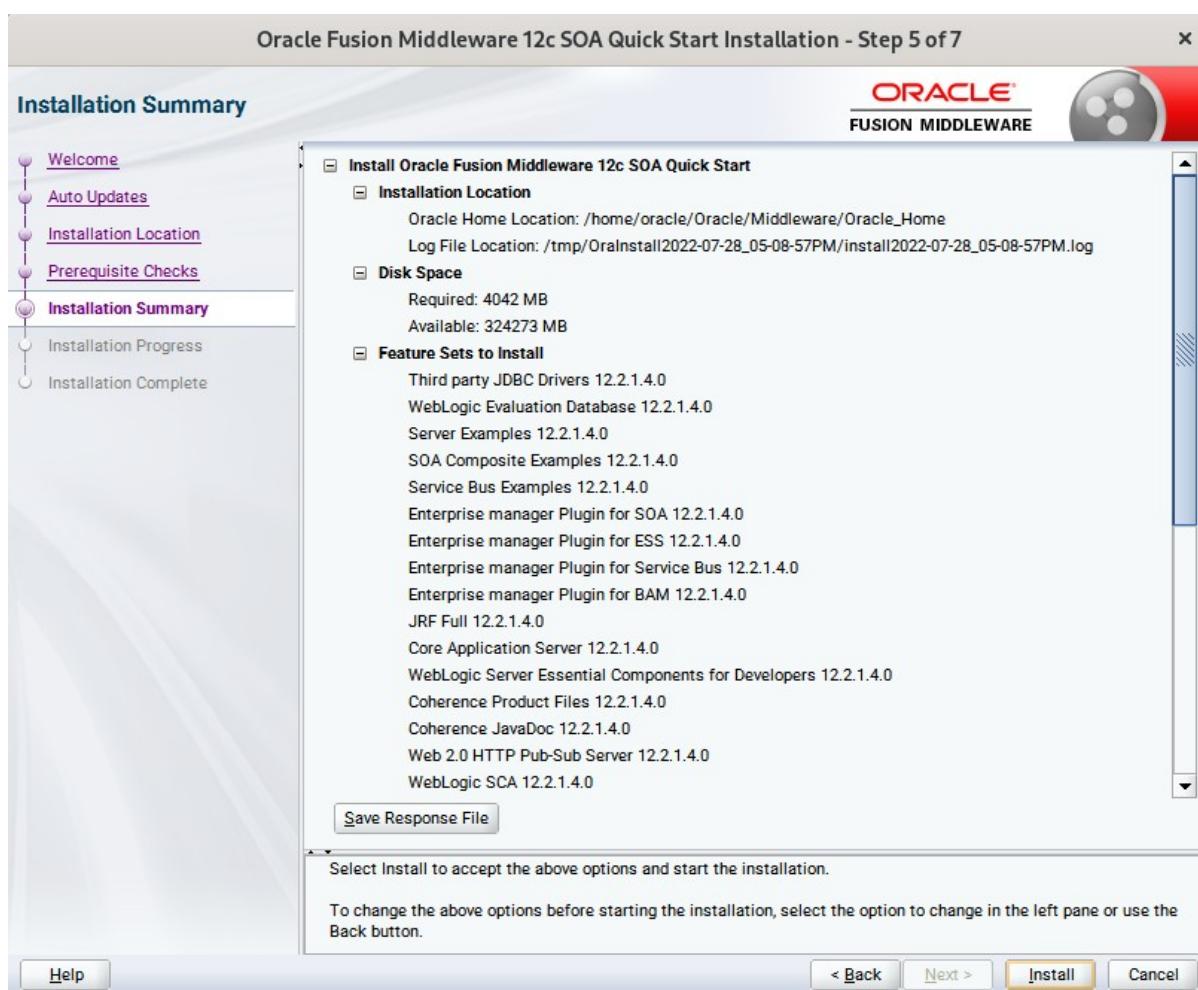 Oracle Fusion Middleware 12c SOA Quick Start Installation - Step 5 of 7
Installation Summary
ORACLE
FUSION MIDDLEWARE
Welcome
Auto Updates
Installation Location
Prerequisite Checks
Installation Summary
Installation Progress
Installation Complete
Install Oracle Fusion Middleware 12c SOA Quick Start
Installation Location
Oracle Home Location: /home/oracle/Oracle/Middleware/Oracle_Home
Log File Location: /tmp/OraInstall2022-07-28_05-08-57PM/install2022-07-28_05-08-57PM.log
Disk Space
Required: 4042 MB
Available: 324273 MB
Feature Sets to Install
Third party JDBC Drivers 12.2.1.4.0
WebLogic Evaluation Database 12.2.1.4.0
Server Examples 12.2.1.4.0
SOA Composite Examples 12.2.1.4.0
Service Bus Examples 12.2.1.4.0
Enterprise manager Plugin for SOA 12.2.1.4.0
Enterprise manager Plugin for ESS 12.2.1.4.0
Enterprise manager Plugin for Service Bus 12.2.1.4.0
Enterprise manager Plugin for BAM 12.2.1.4.0
JRF Full 12.2.1.4.0
Core Application Server 12.2.1.4.0
WebLogic Server Essential Components for Developers 12.2.1.4.0
Coherence Product Files 12.2.1.4.0
Coherence JavaDoc 12.2.1.4.0
Web 2.0 HTTP Pub-Sub Server 12.2.1.4.0
WebLogic SCA 12.2.1.4.0
Save Response File
Select Install to accept the above options and start the installation.
To change the above options before starting the installation, select the option to change in the left pane or use the
Back button.
Help
< Back
Next >
Install
Cancel